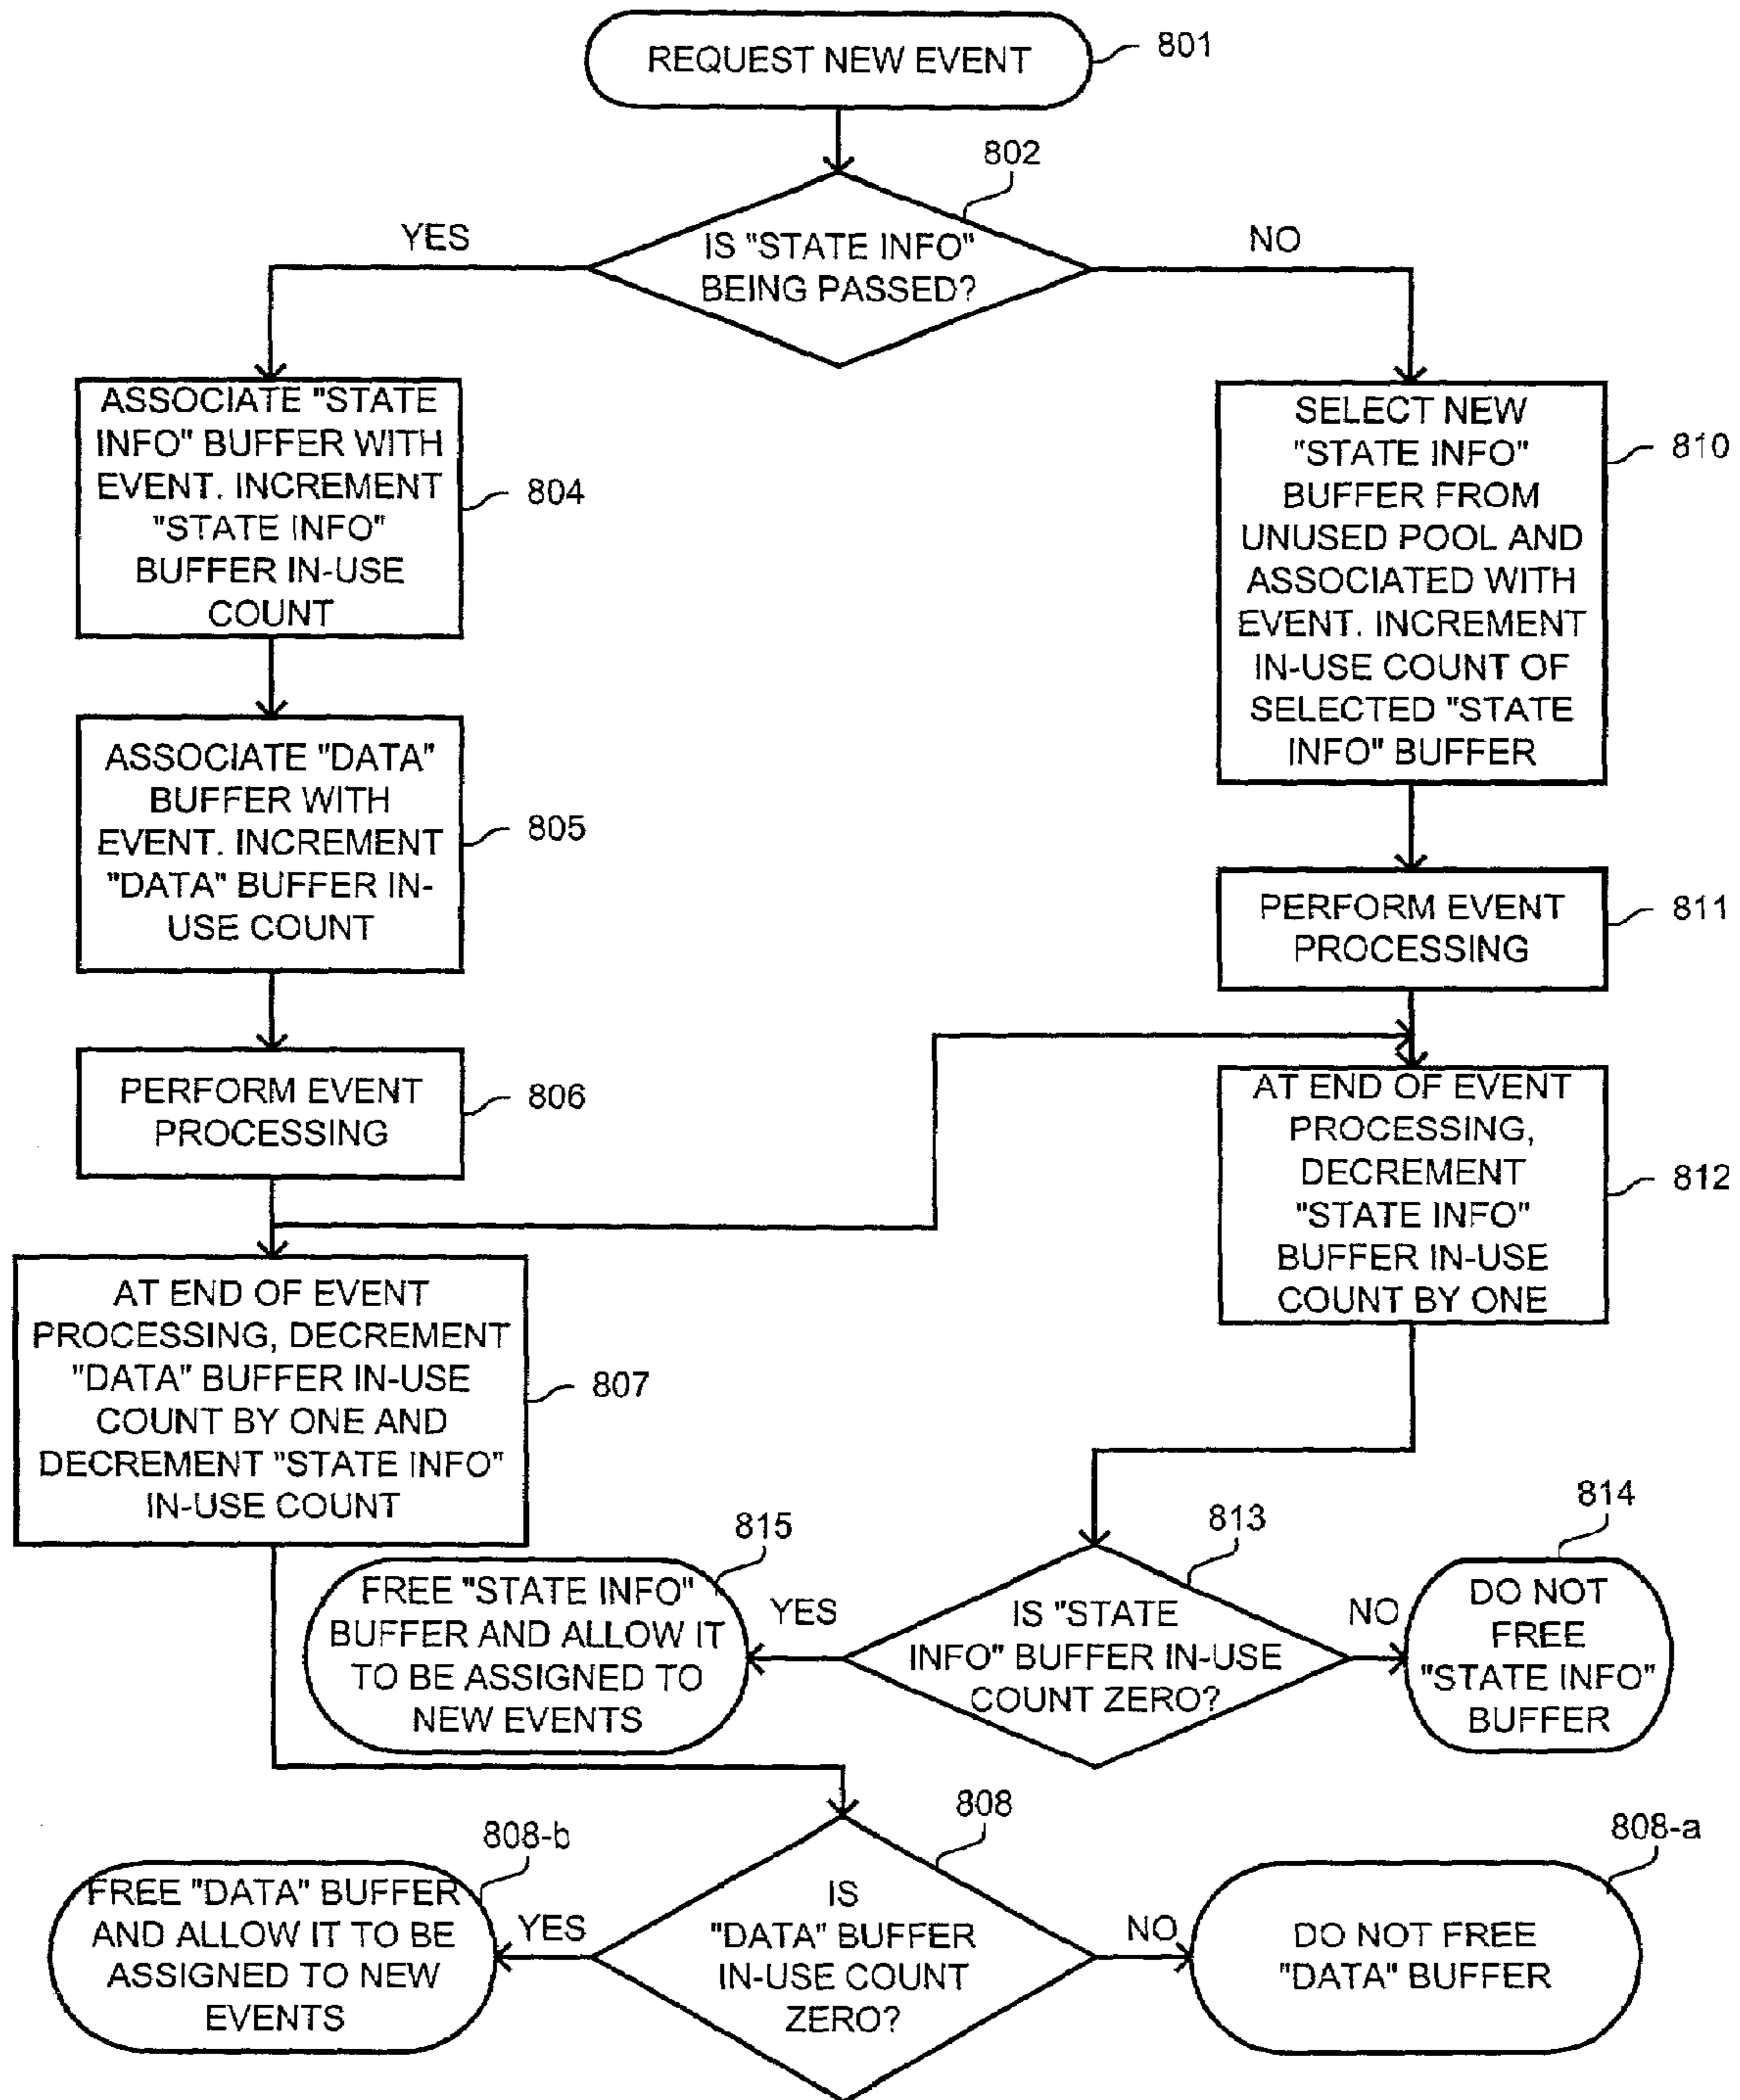 REQUEST NEW EVENT
801
802
IS "STATE INFO"
BEING PASSED?
YES
NO
ASSOCIATE "STATE
INFO" BUFFER WITH
EVENT. INCREMENT
"STATE INFO"
BUFFER IN-USE
COUNT
804
SELECT NEW
"STATE INFO"
BUFFER FROM
UNUSED POOL AND
ASSOCIATED WITH
EVENT. INCREMENT
IN-USE COUNT OF
SELECTED "STATE
INFO" BUFFER
810
ASSOCIATE "DATA"
BUFFER WITH
EVENT. INCREMENT
"DATA" BUFFER IN-
USE COUNT
805
PERFORM EVENT
PROCESSING
811
PERFORM EVENT
PROCESSING
806
AT END OF EVENT
PROCESSING,
DECREMENT
"STATE INFO"
BUFFER IN-USE
COUNT BY ONE
812
AT END OF EVENT
PROCESSING, DECREMENT
"DATA" BUFFER IN-USE
COUNT BY ONE AND
DECREMENT "STATE INFO"
IN-USE COUNT
807
815
FREE "STATE INFO"
BUFFER AND ALLOW IT
TO BE ASSIGNED TO
NEW EVENTS
YES
813
IS "STATE
INFO" BUFFER IN-USE
COUNT ZERO?
NO
814
DO NOT
FREE
"STATE INFO"
BUFFER
808-b
FREE "DATA" BUFFER
AND ALLOW IT TO BE
ASSIGNED TO NEW
EVENTS
YES
808
IS
"DATA" BUFFER
IN-USE COUNT
ZERO?
NO
808-a
DO NOT FREE
"DATA" BUFFER